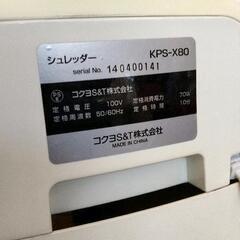 シュレッダー KPS-X80
serial No. 140400141
コクヨS&T株式会社
PS E
定格電圧 100V 定格消費電力 70W
定格周波数 50/60Hz 定格時間 10分
コクヨS&T株式会社
MADE IN CHINA